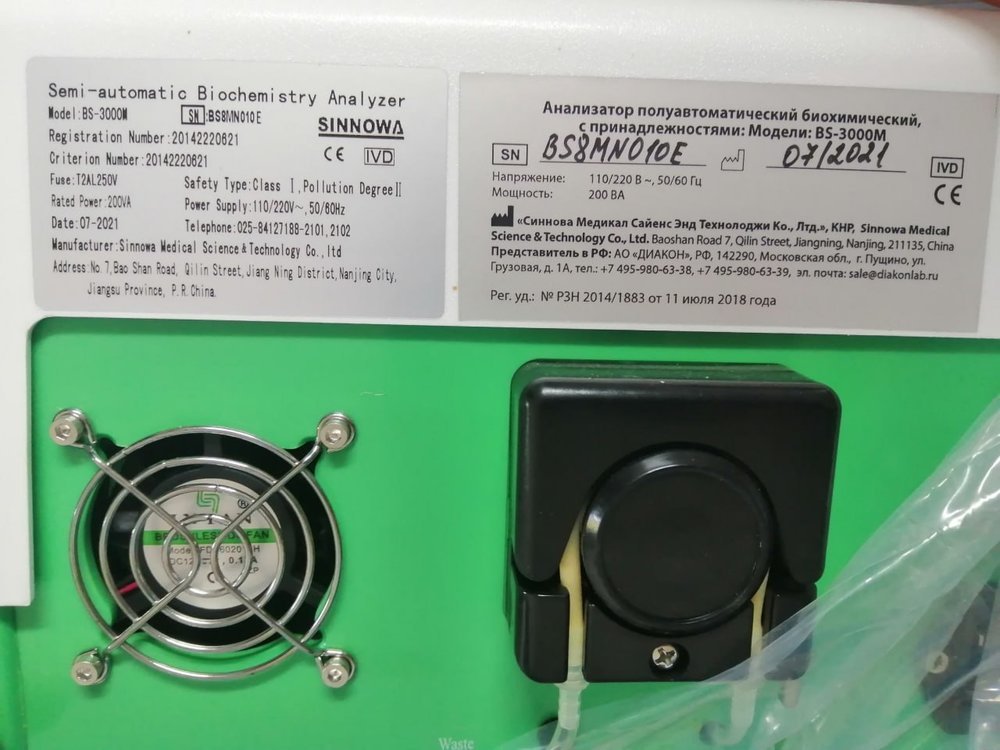 Semi-automatic Biochemistry Analyzer
Model:BS-3000M SN:BS8MN010E
SINNOWA
Registration Number:20142220621
Criterion Number:20142220621
CE IVD
Fuse:T2AL250V Safety Type:Class Ⅰ,Pollution DegreeⅡ
Rated Power:200VA Power Supply:110/220V~,50/60Hz
Date:07-2021 Telephone:025-84127188-2101,2102
Manufacturer:Sinnowa Medical Science&Technology Co.,ltd
Address:No.7,Bao Shan Road, Qilin Street,Jiang Ning District,Nanjing City,
Jiangsu Province, P.R.China.
Анализатор полуавтоматический биохимический,
с принадлежностями: Модели: BS-3000M
SN BS8MN010E 07/2021 IVD
Напряжение: 110/220 В ~, 50/60 Гц
Мощность: 200 ВА
CE
«Синнова Медикал Сайенс Энд Технолоджи Ко., Лтд.», КНР, Sinnowa Medical
Science & Technology Co., Ltd. Baoshan Road 7, Qilin Street, Jiangning, Nanjing, 211135, China
Представитель в РФ: АО «ДИАКОН», РФ, 142290, Московская обл., г. Пущино, ул.
Грузовая, д. 1А, тел.: +7 495-980-63-38, +7 495-980-63-39, эл. почта: sale@diakonlab.ru
Рег. уд.: № РЗН 2014/1883 от 11 июля 2018 года
FAN
Waste